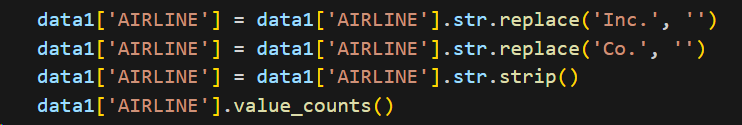 data1['AIRLINE'] = data1['AIRLINE'].str.replace('Inc.', '')
data1['AIRLINE'] = data1['AIRLINE'].str.replace('Co.', '')
data1['AIRLINE'] = data1['AIRLINE'].str.strip()
data1['AIRLINE'].value_counts()